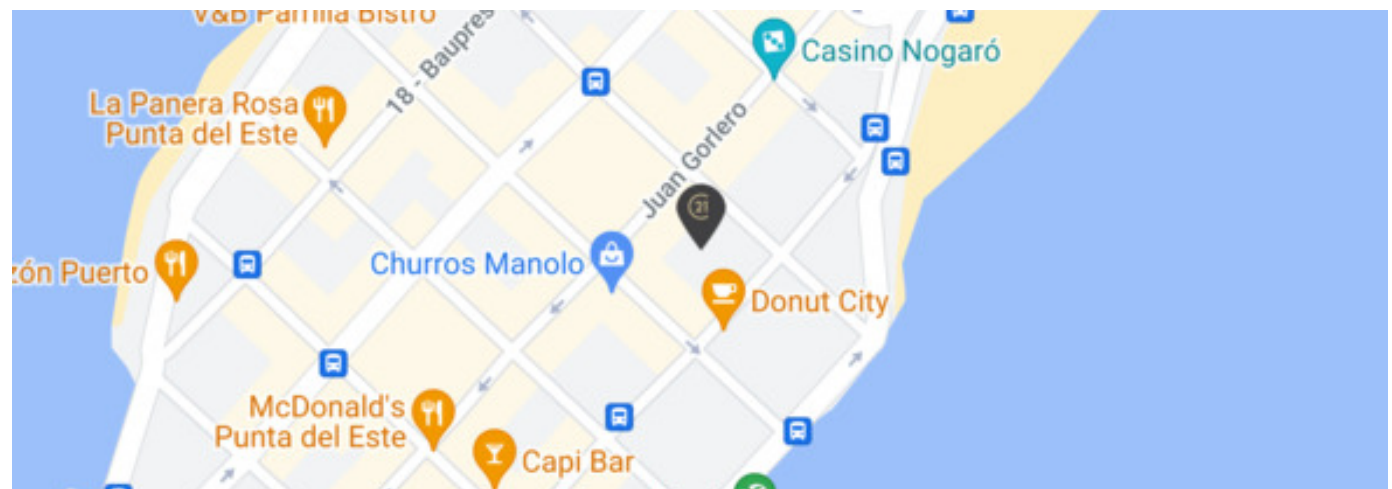 V&B Parrilla Bistro
18 - Baupres
Casino Nogaró
La Panera Rosa
Punta del Este
Juan Gorlero
21
Churros Manolo
zón Puerto
Donut City
McDonald's
Punta del Este
Capi Bar